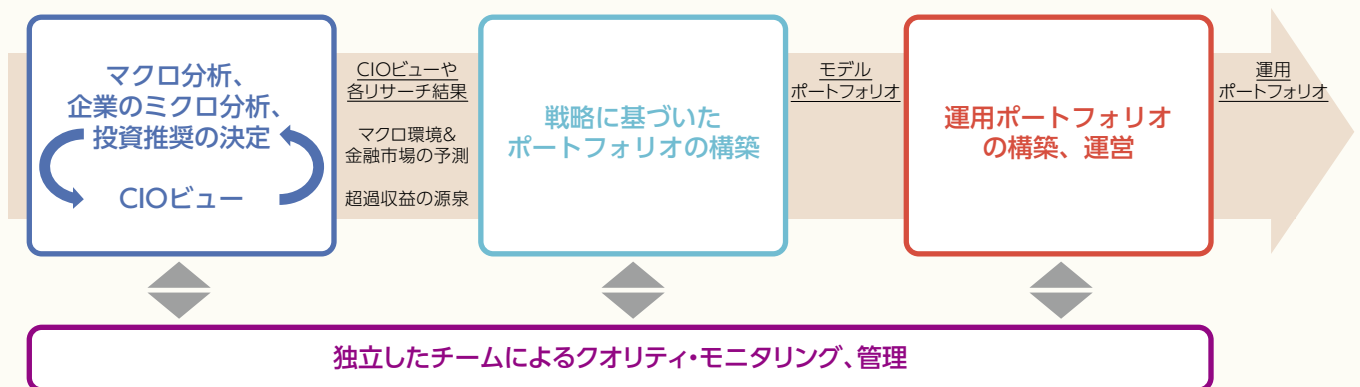 マクロ分析、
企業のミクロ分析、
投資推奨の決定
CIOビュー
CIOビューや
各リサーチ結果
マクロ環境&
金融市場の予測
超過収益の源泉
戦略に基づいた
ポートフォリオの構築
モデル
ポートフォリオ
運用ポートフォリオ
の構築、運営
運用
ポートフォリオ
独立したチームによるクオリティ・モニタリング、管理